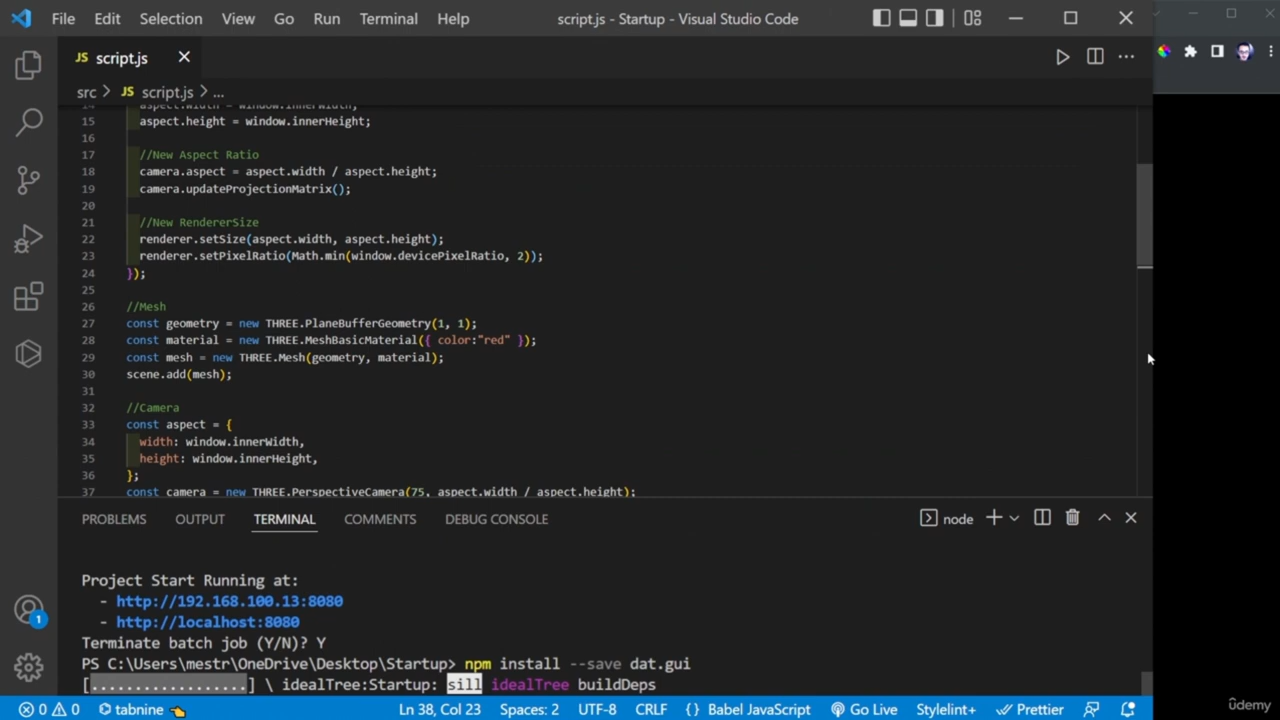 File Edit Selection View Go Run Terminal Help script.js - Startup - Visual Studio Code
JS script.js
src > JS script.js > ...
14 aspect.width = window.innerWidth;
15 aspect.height = window.innerHeight;
16
17 //New Aspect Ratio
18 camera.aspect = aspect.width / aspect.height;
19 camera.updateProjectionMatrix();
20
21 //New RendererSize
22 renderer.setSize(aspect.width, aspect.height);
23 renderer.setPixelRatio(Math.min(window.devicePixelRatio, 2));
24 });
25
26 //Mesh
27 const geometry = new THREE.PlaneBufferGeometry(1, 1);
28 const material = new THREE.MeshBasicMaterial({ color:"red" });
29 const mesh = new THREE.Mesh(geometry, material);
30 scene.add(mesh);
31
32 //Camera
33 const aspect = {
34 width: window.innerWidth,
35 height: window.innerHeight,
36 };
37 const camera = new THREE.PerspectiveCamera(75, aspect.width / aspect.height);
PROBLEMS OUTPUT TERMINAL COMMENTS DEBUG CONSOLE node
Project Start Running at:
- http://192.168.100.13:8080
- http://localhost:8080
Terminate batch job (Y/N)? Y
PS C:\Users\mestr\OneDrive\Desktop\Startup> npm install --save dat.gui
[..................] \ idealTree:Startup: sill idealTree buildDeps
1
0 0 tabnine Ln 38, Col 23 Spaces: 2 UTF-8 CRLF {} Babel JavaScript Go Live Stylelint+ Prettier
udemy